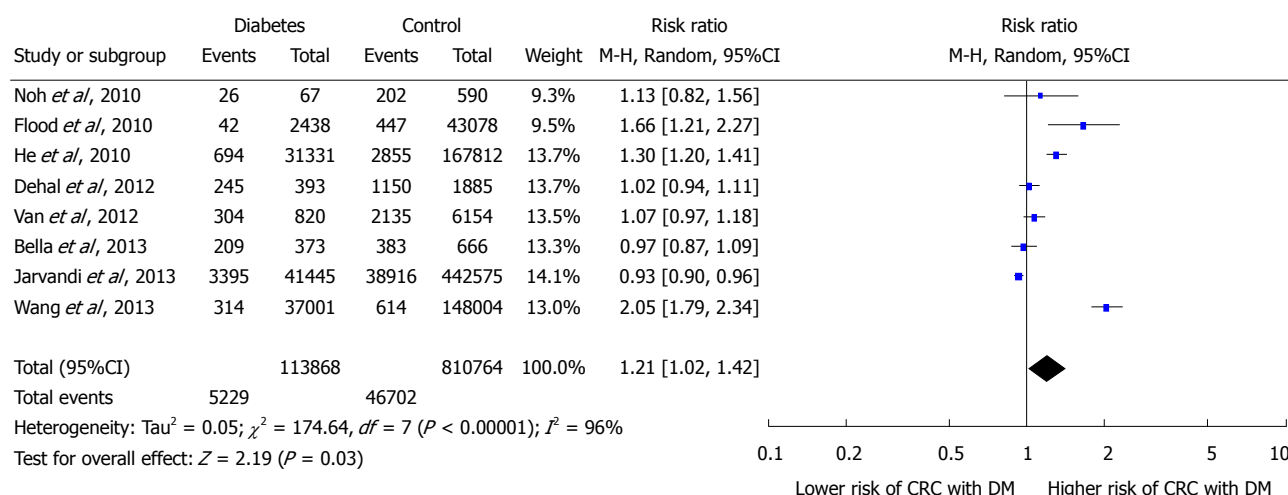 Diabetes Control Risk ratio Risk ratio
Study or subgroup Events Total Events Total Weight M-H, Random, 95%CI M-H, Random, 95%CI
Noh et al, 2010 26 67 202 590 9.3% 1.13 [0.82, 1.56]
Flood et al, 2010 42 2438 447 43078 9.5% 1.66 [1.21, 2.27]
He et al, 2010 694 31331 2855 167812 13.7% 1.30 [1.20, 1.41]
Dehal et al, 2012 245 393 1150 1885 13.7% 1.02 [0.94, 1.11]
Van et al, 2012 304 820 2135 6154 13.5% 1.07 [0.97, 1.18]
Bella et al, 2013 209 373 383 666 13.3% 0.97 [0.87, 1.09]
Jarvandi et al, 2013 3395 41445 38916 442575 14.1% 0.93 [0.90, 0.96]
Wang et al, 2013 314 37001 614 148004 13.0% 2.05 [1.79, 2.34]
Total (95%CI) 113868 810764 100.0% 1.21 [1.02, 1.42]
Total events 5229 46702
Heterogeneity: Tau² = 0.05; χ² = 174.64, df = 7 (P < 0.00001); I² = 96%
Test for overall effect: Z = 2.19 (P = 0.03)
0.1 0.2 0.5 1 2 5 10
Lower risk of CRC with DM Higher risk of CRC with DM